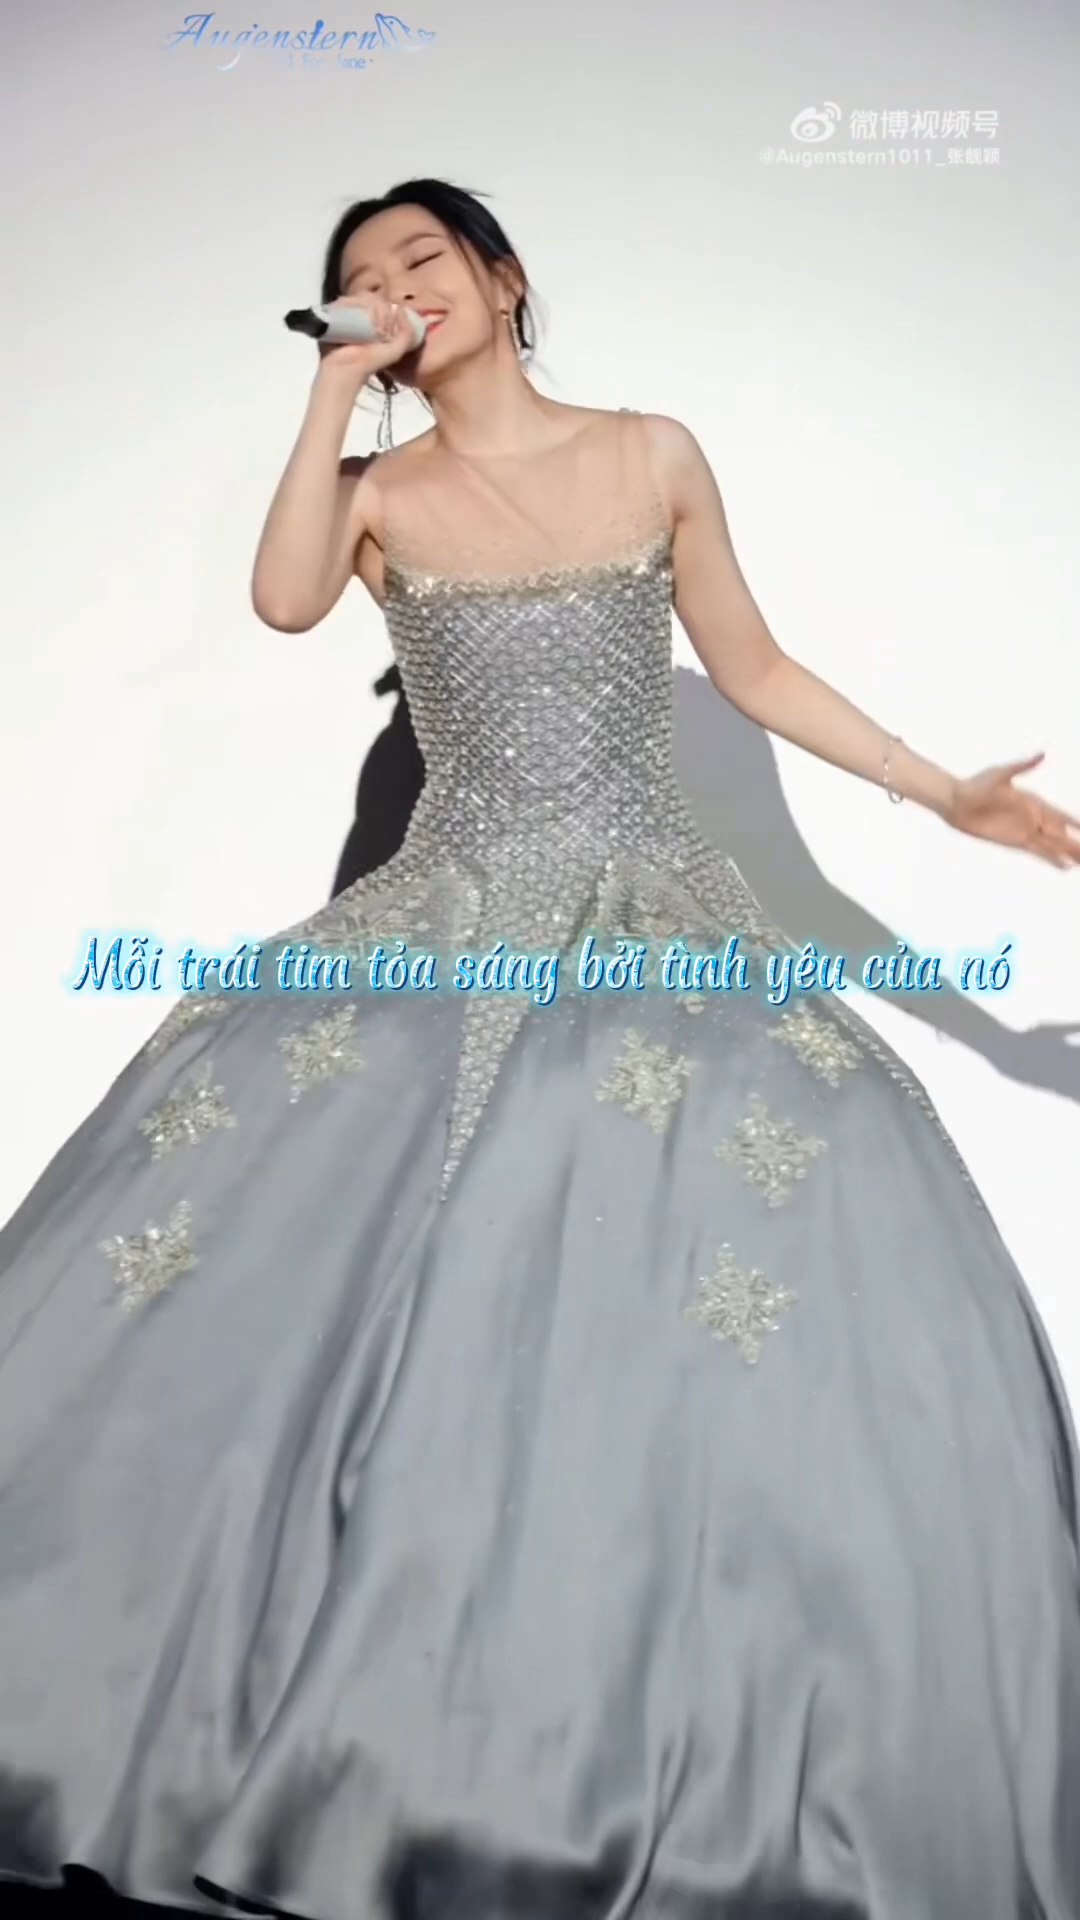 Augenstern
微博视频号
@Augenstern1011_张靓颖
Mỗi trái tim tỏa sáng bởi tình yêu của nó